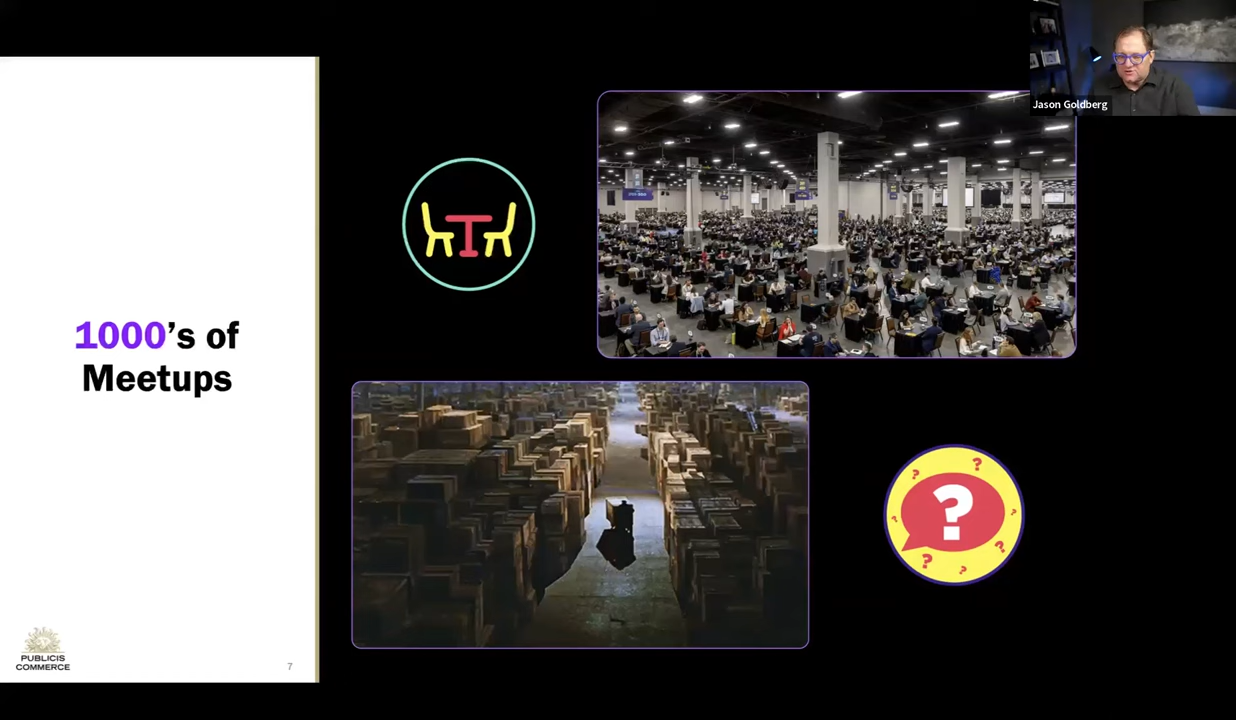 1000's of
Meetups
PUBLICIS
COMMERCE
7
Jason Goldberg
?
? ? ? ? ? ? ?